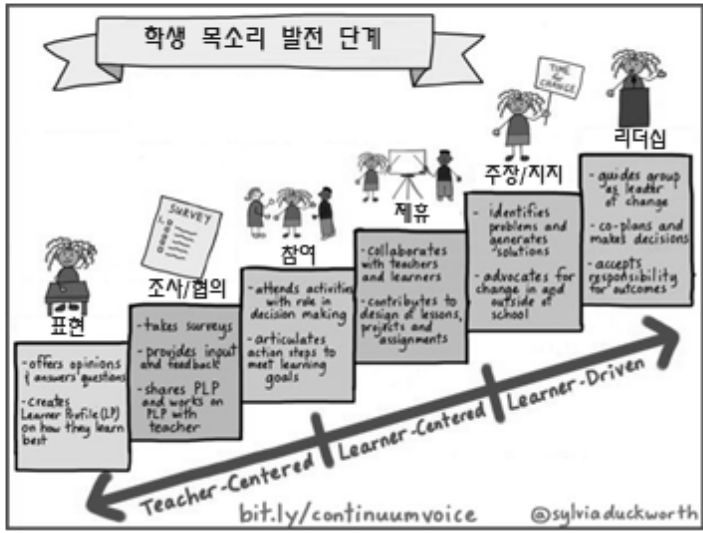 학생 목소리 발전 단계
표현
- offers opinions
& answers questions
- creates
Learner Profile (LP)
on how they learn
best
SURVEY
조사/협의
- takes surveys
- provides input
and feedback
- shares PLP
and works on
PLP with
teacher
참여
- attends activities
with role in
decision making
- articulates
action steps to
meet learning
goals
제휴
- collaborates
with teachers
and learners
- contributes to
design of lessons,
projects and
assignments
TIME
for
CHANGE
주장/지지
- identifies
problems and
generates
solutions
- advocates for
change in and
outside of
school
리더십
- guides group
as leader
of change
- co-plans and
makes decisions
- accepts
responsibility
for outcomes
Teacher-Centered
Learner-Centered
Learner-Driven
bit.ly/continuumvoice
@sylviaduckworth